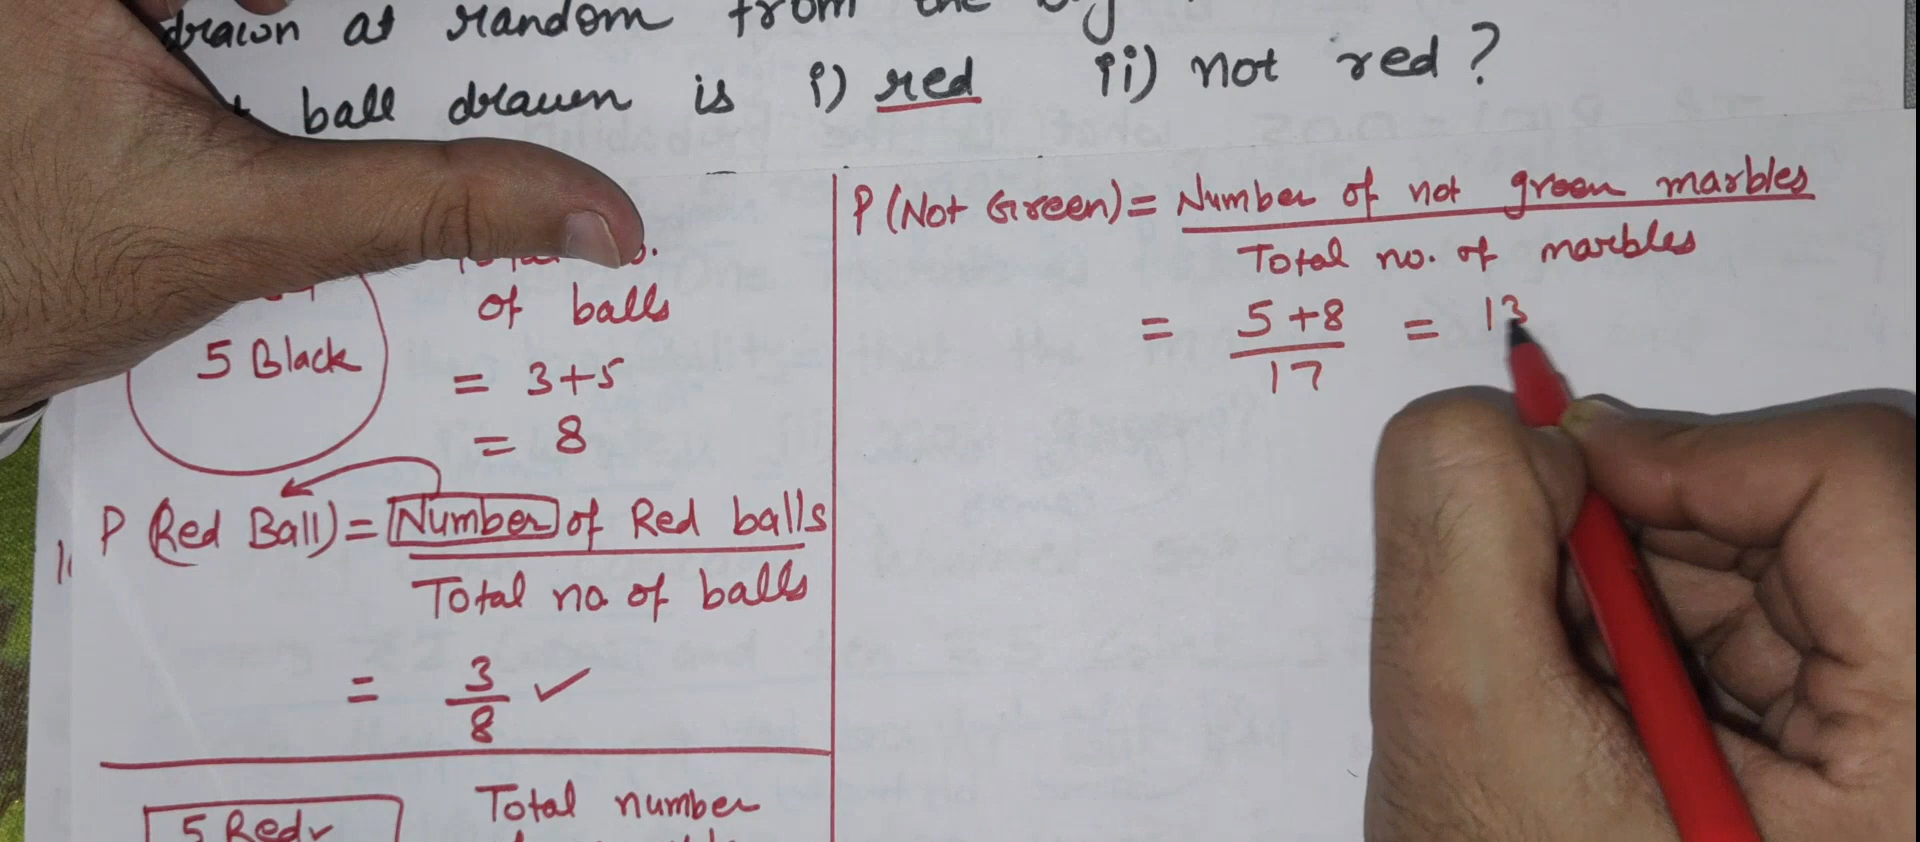 drawn at random from the
ball drawn is i) red ii) not red?
of balls
5 Black
= 3+5
= 8
P (Red Ball) = Number of Red balls
Total no of balls
= 3
8 ✓
5 Red
Total number
P (Not Green) = Number of not green marbles
Total no. of marbles
= 5+8 = 13
17